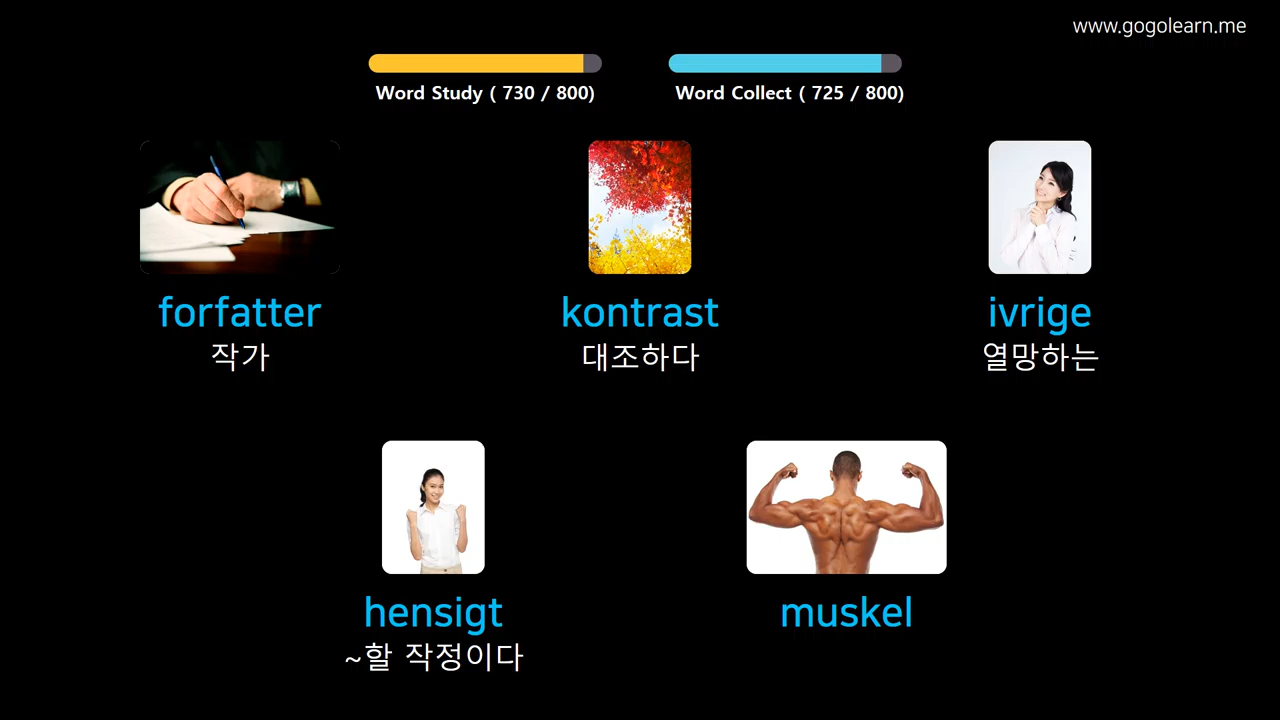 www.gogolearn.me
Word Study ( 730 / 800)
Word Collect ( 725 / 800)
forfatter
작가
kontrast
대조하다
ivrige
열망하는
hensigt
~할 작정이다
muskel